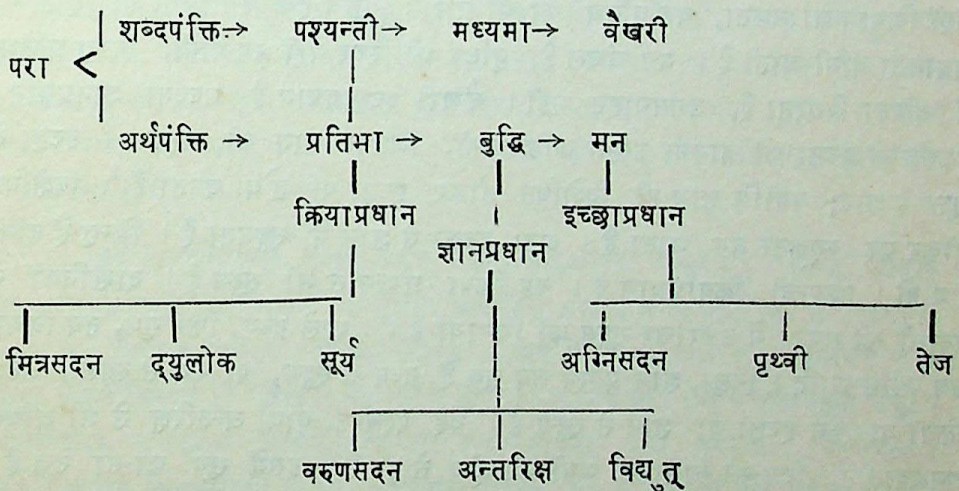 शब्दपंक्ति→ पश्यन्ती→ मध्यमा→ वैखरी
परा <
अर्थपंक्ति → प्रतिभा → बुद्धि → मन
क्रियाप्रधान इच्छाप्रधान
ज्ञानप्रधान
मित्रसदन द्युलोक सूर्य अग्निसदन पृथ्वी तेज
वरुणसदन अन्तरिक्ष विद्युत्